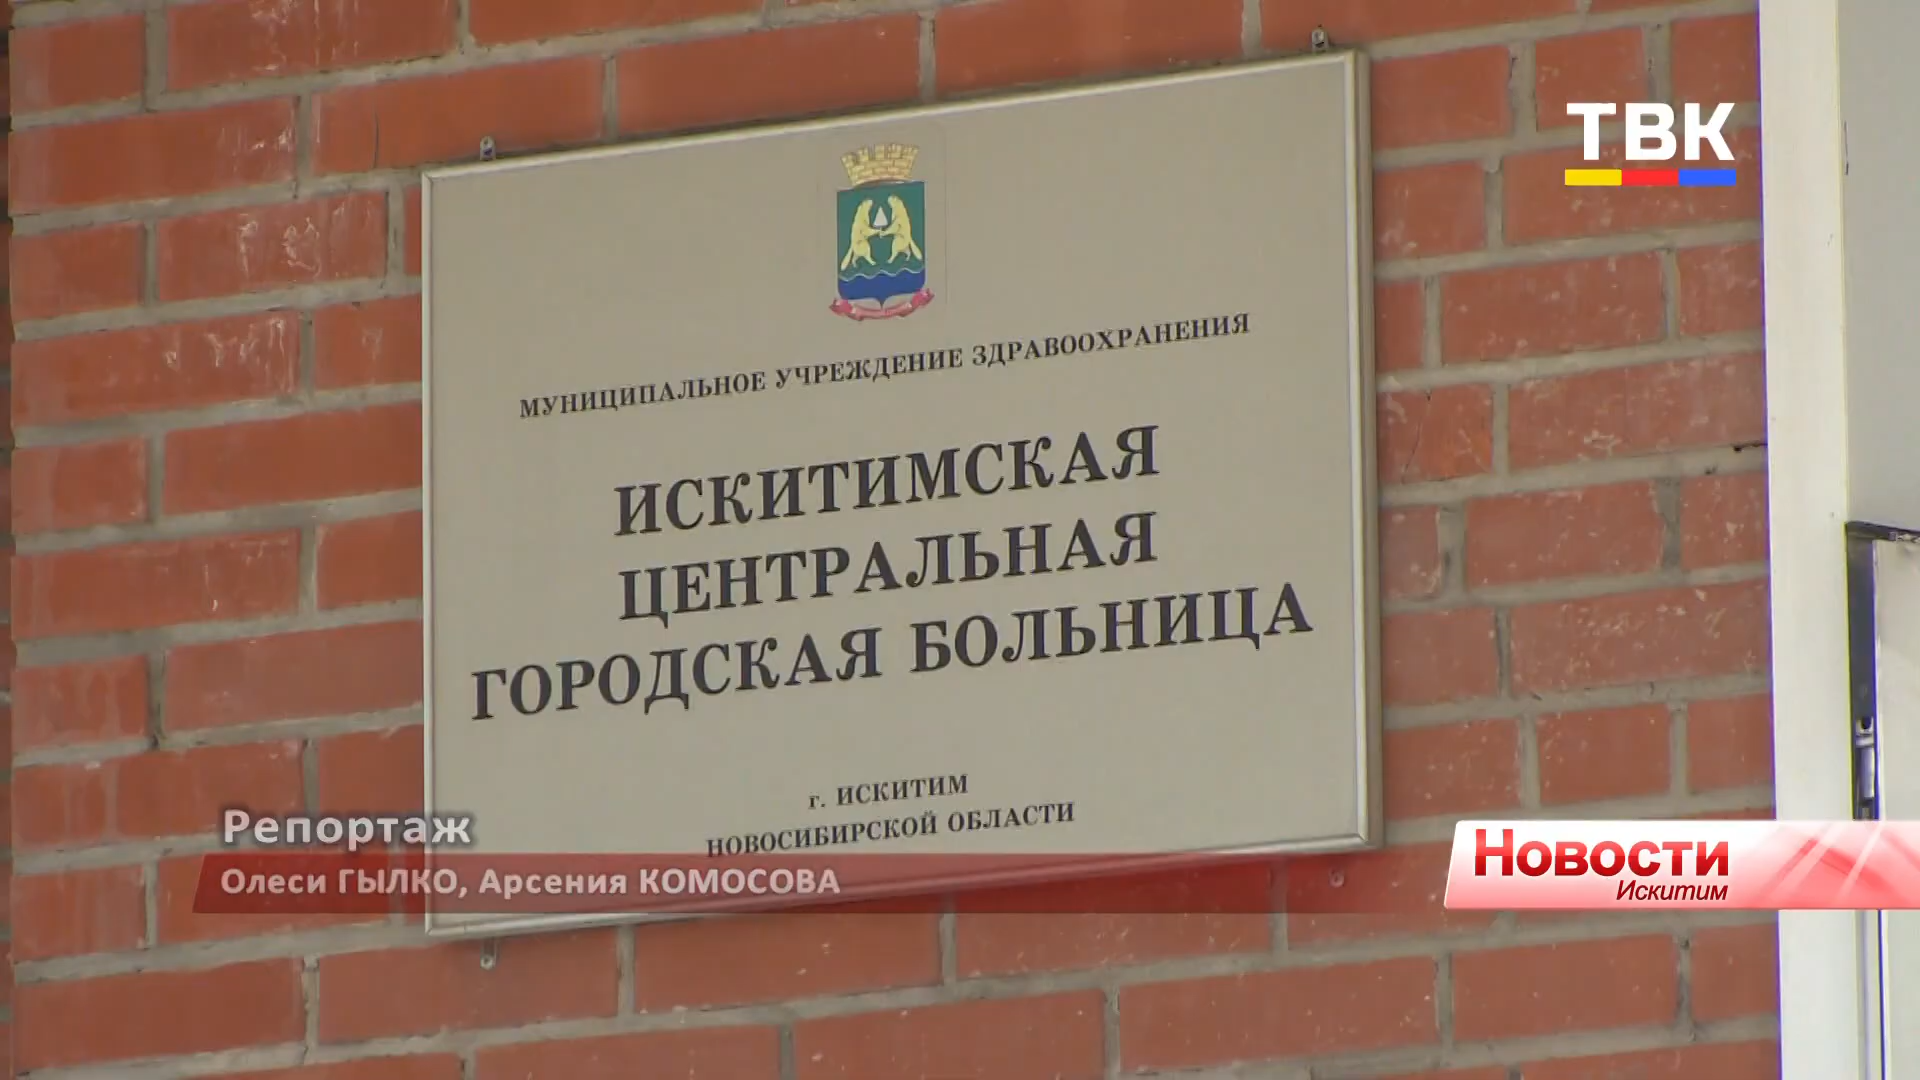 ТВК
МУНИЦИПАЛЬНОЕ УЧРЕЖДЕНИЕ ЗДРАВООХРАНЕНИЯ
ИСКИТИМСКАЯ
ЦЕНТРАЛЬНАЯ
ГОРОДСКАЯ БОЛЬНИЦА
г. ИСКИТИМ
НОВОСИБИРСКОЙ ОБЛАСТИ
Репортаж
Олеси ГЫЛКО, Арсения КОМОСОВА
Новости
Искитим